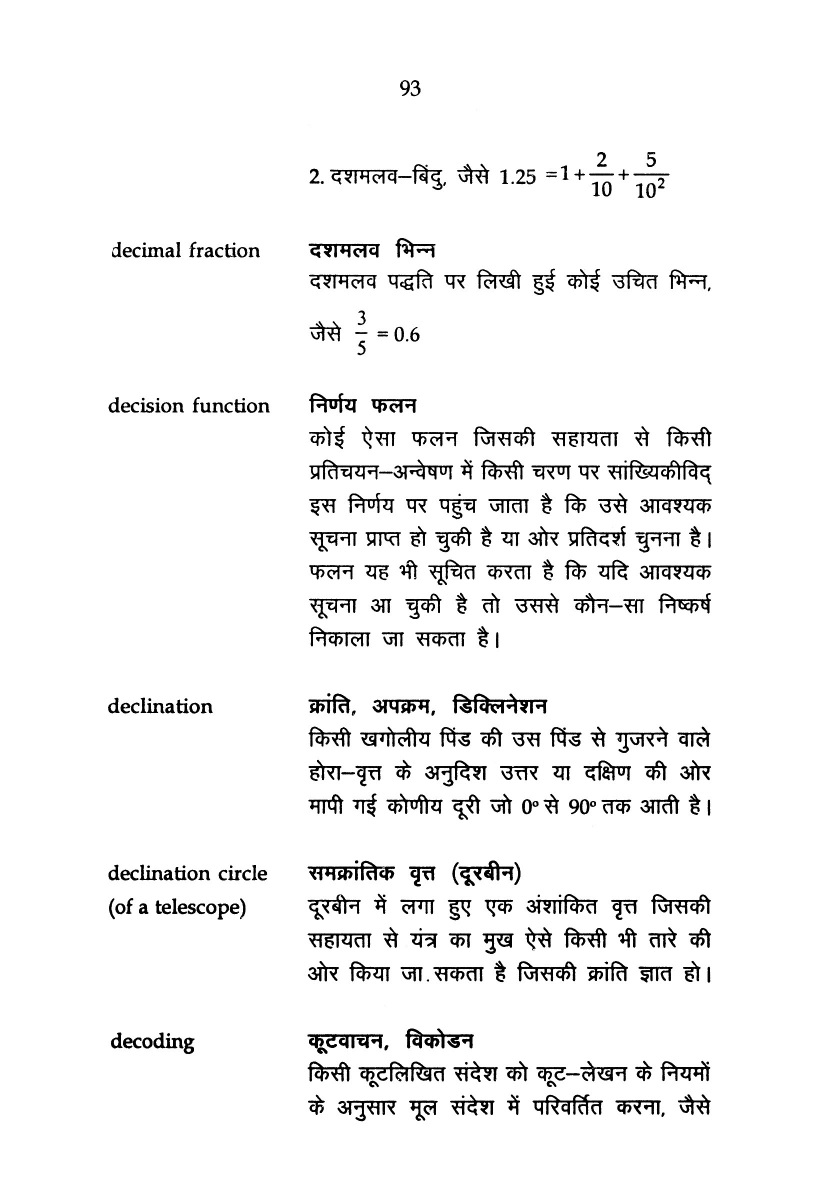 93
2. दशमलव–बिंदु, जैसे 1.25 = 1 + 2/10 + 5/10²
decimal fraction दशमलव भिन्न
दशमलव पद्धति पर लिखी हुई कोई उचित भिन्न,
जैसे 3/5 = 0.6
decision function निर्णय फलन
कोई ऐसा फलन जिसकी सहायता से किसी
प्रतिचयन–अन्वेषण में किसी चरण पर सांख्यिकीविद्
इस निर्णय पर पहुंच जाता है कि उसे आवश्यक
सूचना प्राप्त हो चुकी है या ओर प्रतिदर्श चुनना है।
फलन यह भी सूचित करता है कि यदि आवश्यक
सूचना आ चुकी है तो उससे कौन–सा निष्कर्ष
निकाला जा सकता है।
declination क्रांति, अपक्रम, डिक्लिनेशन
किसी खगोलीय पिंड की उस पिंड से गुजरने वाले
होरा–वृत्त के अनुदिश उत्तर या दक्षिण की ओर
मापी गई कोणीय दूरी जो 0° से 90° तक आती है।
declination circle समक्रांतिक वृत्त (दूरबीन)
(of a telescope) दूरबीन में लगा हुए एक अंशांकित वृत्त जिसकी
सहायता से यंत्र का मुख ऐसे किसी भी तारे की
ओर किया जा.सकता है जिसकी क्रांति ज्ञात हो।
decoding कूटवाचन, विकोडन
किसी कूटलिखित संदेश को कूट–लेखन के नियमों
के अनुसार मूल संदेश में परिवर्तित करना, जैसे